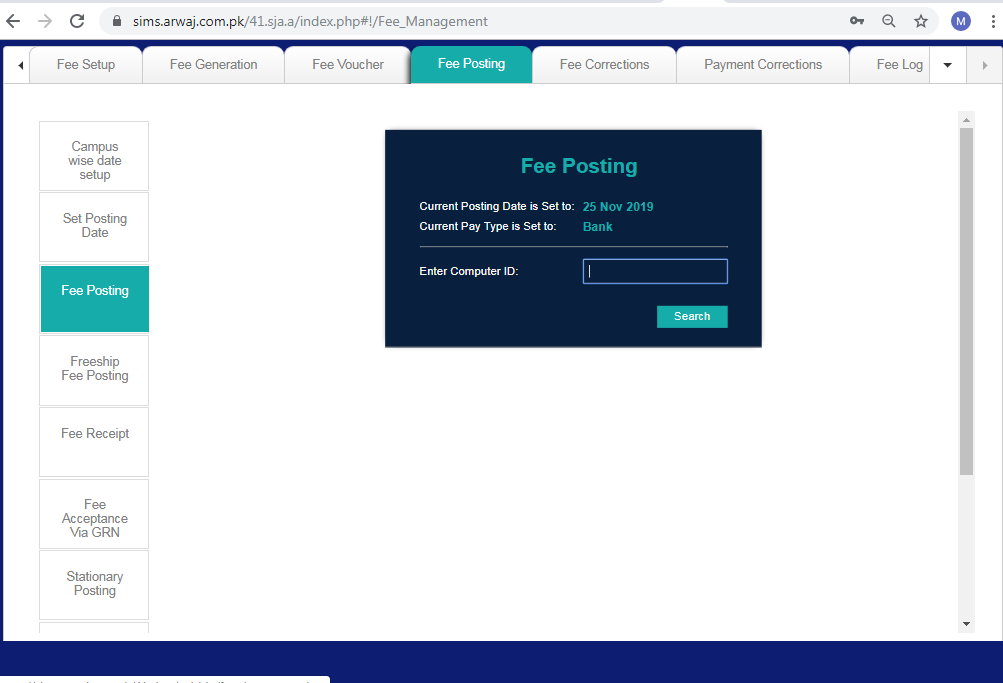 sims.arwaj.com.pk/41.sja.a/index.php#!/Fee_Management
M
Fee Setup
Fee Generation
Fee Voucher
Fee Posting
Fee Corrections
Payment Corrections
Fee Log
Campus
wise date
setup
Set Posting
Date
Fee Posting
Freeship
Fee Posting
Fee Receipt
Fee
Acceptance
Via GRN
Stationary
Posting
Fee Posting
Current Posting Date is Set to: 25 Nov 2019
Current Pay Type is Set to: Bank
Enter Computer ID:
Search